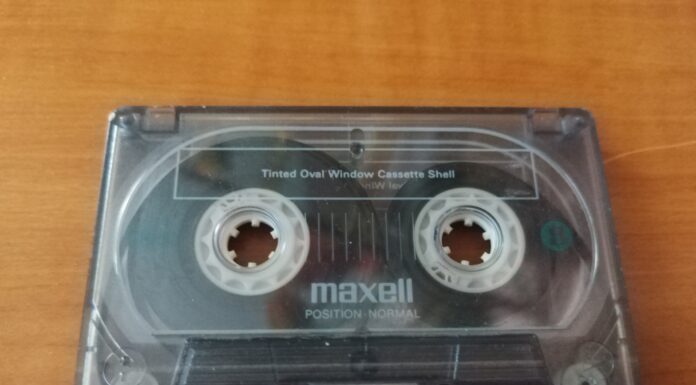 Tinted Oval Window Cassette Shell
maxell
POSITION · NORMAL